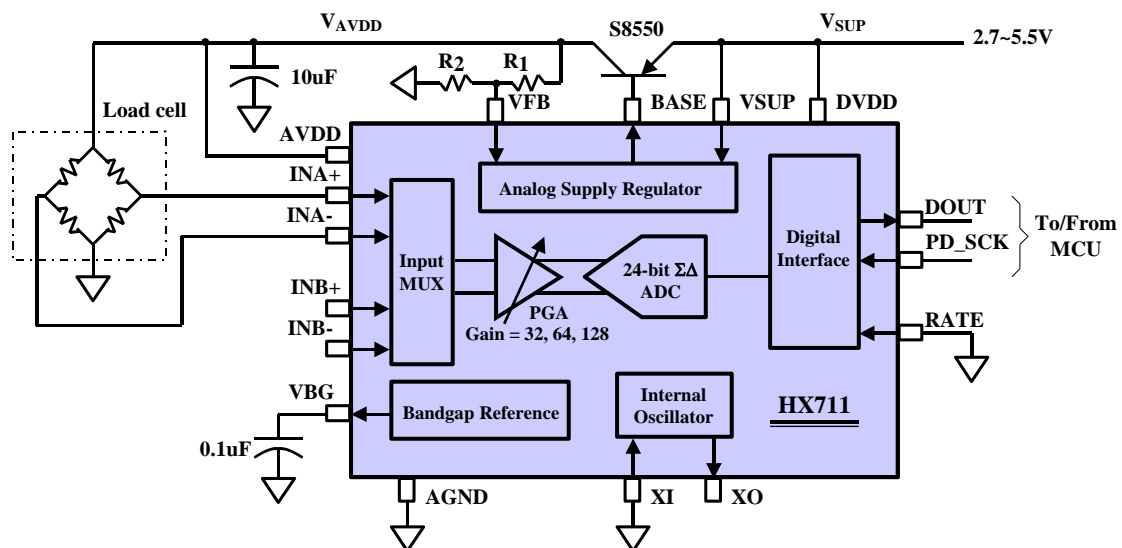 V_AVDD
S8550
V_SUP
2.7~5.5V
10uF
R2
R1
VFB
BASE
VSUP
DVDD
Load cell
AVDD
INA+
INA-
INB+
INB-
VBG
0.1uF
Analog Supply Regulator
Input
MUX
PGA
Gain = 32, 64, 128
24-bit ΣΔ
ADC
Digital
Interface
DOUT
PD_SCK
To/From
MCU
RATE
Bandgap Reference
Internal
Oscillator
HX711
AGND
XI
XO